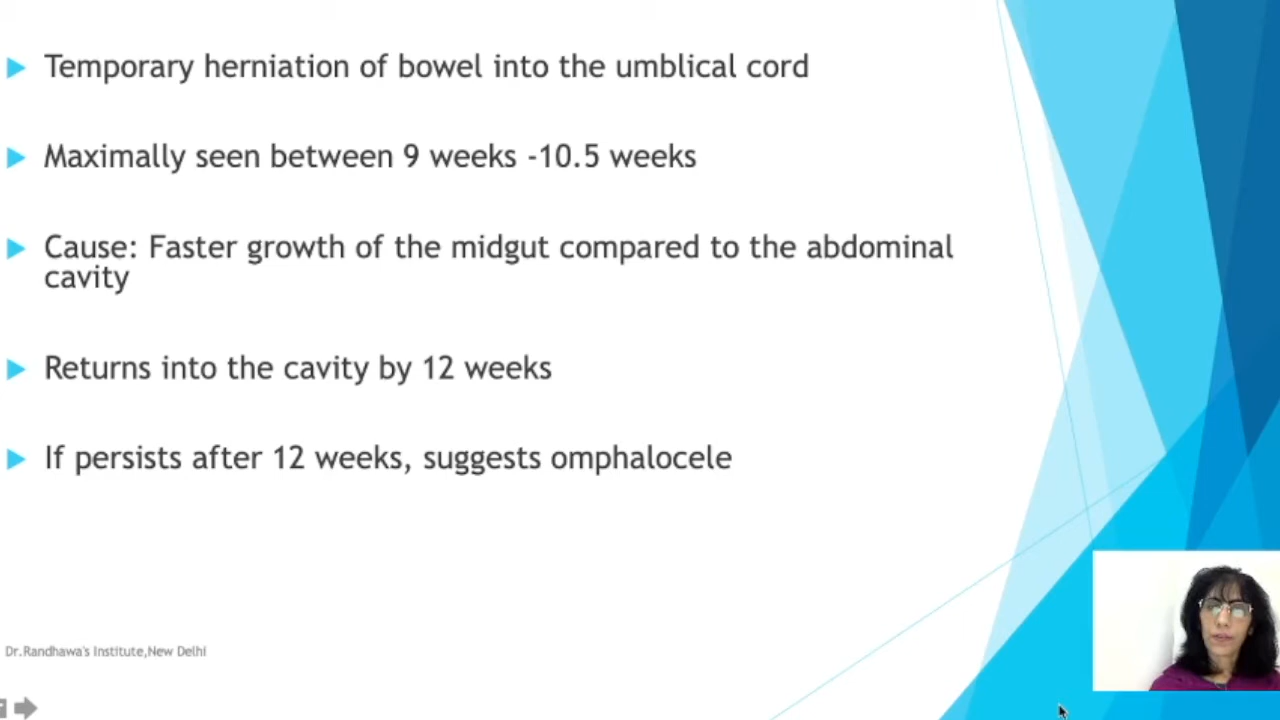 Temporary herniation of bowel into the umblical cord
Maximally seen between 9 weeks -10.5 weeks
Cause: Faster growth of the midgut compared to the abdominal
cavity
Returns into the cavity by 12 weeks
If persists after 12 weeks, suggests omphalocele
Dr.Randhawa's Institute,New Delhi